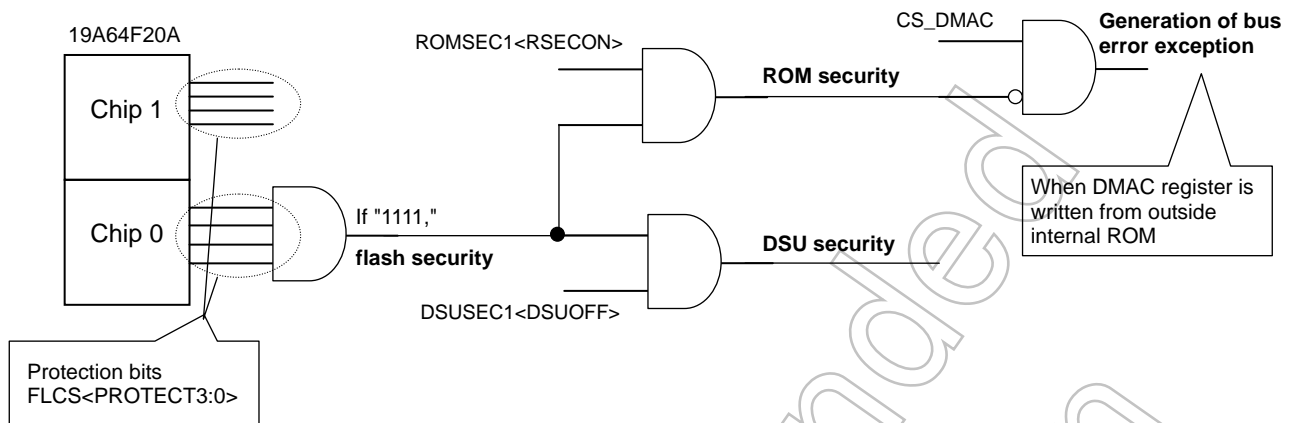 19A64F20A
Chip 1
Chip 0
ROMSEC1<RSECON>
CS_DMAC
Generation of bus
error exception
ROM security
If "1111,"
flash security
DSU security
DSUSEC1<DSUOFF>
When DMAC register is
written from outside
internal ROM
Protection bits
FLCS<PROTECT3:0>